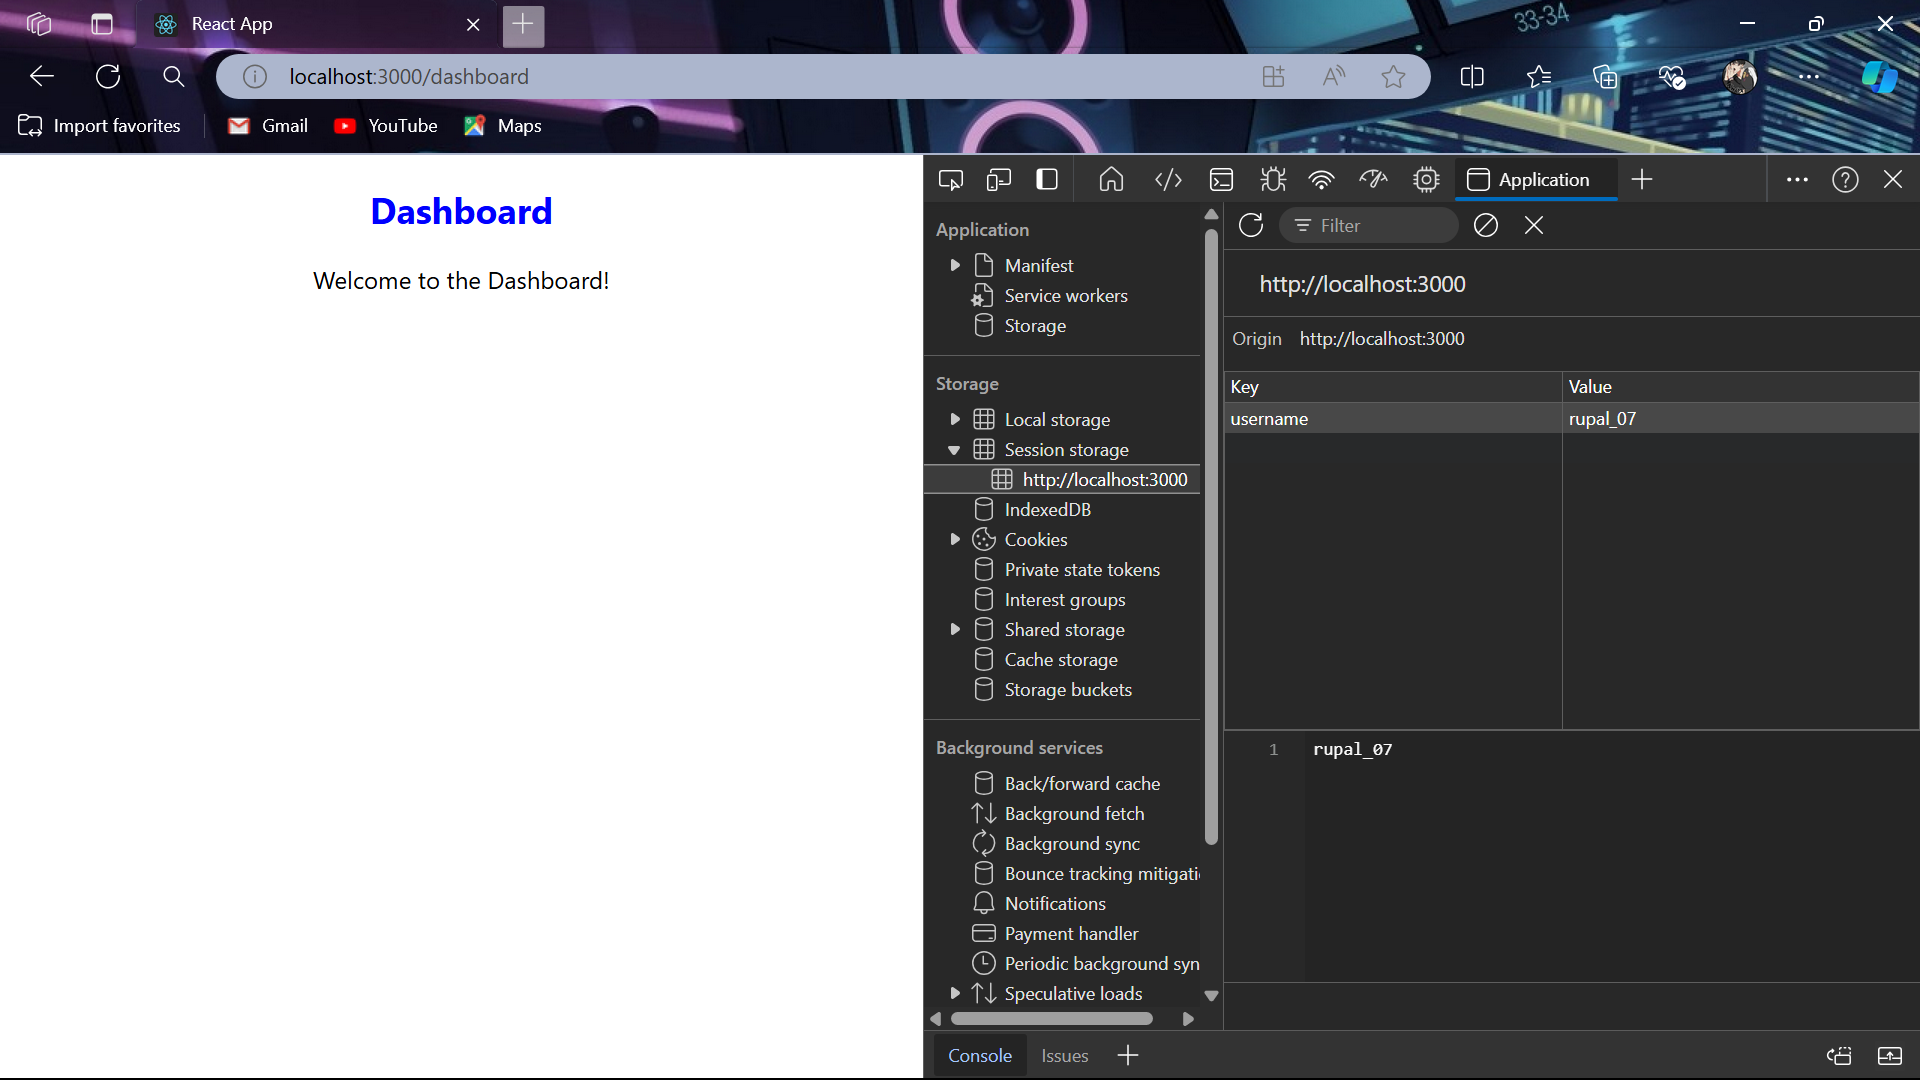 React App
33-34
localhost:3000/dashboard
Import favorites
Gmail
YouTube
Maps
Dashboard
Welcome to the Dashboard!
Application
Application
Manifest
Service workers
Storage
Storage
Local storage
Session storage
http://localhost:3000
IndexedDB
Cookies
Private state tokens
Interest groups
Shared storage
Cache storage
Storage buckets
Background services
Back/forward cache
Background fetch
Background sync
Bounce tracking mitigati
Notifications
Payment handler
Periodic background syn
Speculative loads
Filter
http://localhost:3000
Origin http://localhost:3000
Key Value
username rupal_07
1 rupal_07
Console Issues